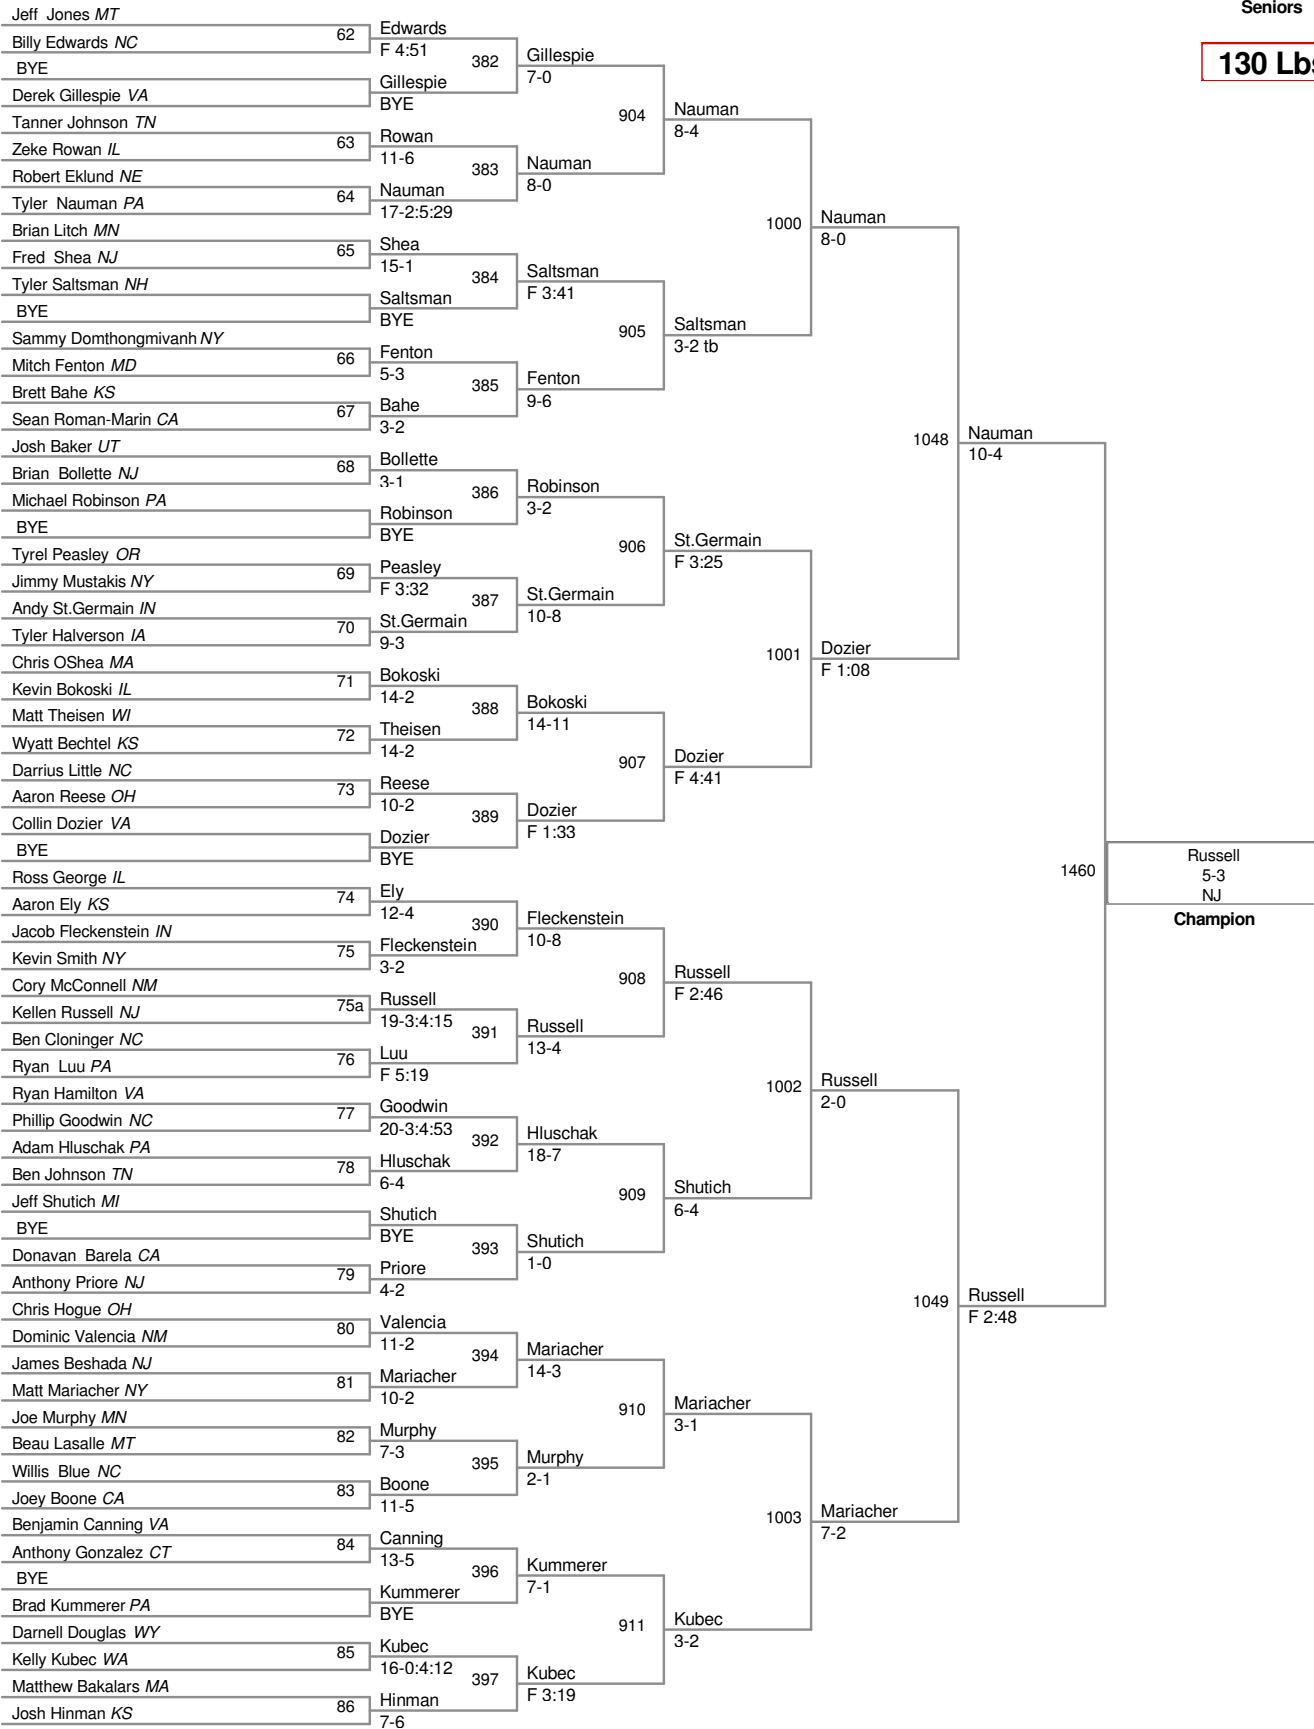 Seniors
130 Lbs
Jeff Jones MT
Billy Edwards NC
BYE
Derek Gillespie VA
Tanner Johnson TN
Zeke Rowan IL
Robert Eklund NE
Tyler Nauman PA
Brian Litch MN
Fred Shea NJ
Tyler Saltsman NH
BYE
Sammy Domthongmivanh NY
Mitch Fenton MD
Brett Bahe KS
Sean Roman-Marin CA
Josh Baker UT
Brian Bollette NJ
Michael Robinson PA
BYE
Tyrel Peasley OR
Jimmy Mustakis NY
Andy St.Germain IN
Tyler Halverson IA
Chris OShea MA
Kevin Bokoski IL
Matt Theisen WI
Wyatt Bechtel KS
Darrius Little NC
Aaron Reese OH
Collin Dozier VA
BYE
Ross George IL
Aaron Ely KS
Jacob Fleckenstein IN
Kevin Smith NY
Cory McConnell NM
Kellen Russell NJ
Ben Cloninger NC
Ryan Luu PA
Ryan Hamilton VA
Phillip Goodwin NC
Adam Hluschak PA
Ben Johnson TN
Jeff Shutich MI
BYE
Donavan Barela CA
Anthony Priore NJ
Chris Hogue OH
Dominic Valencia NM
James Beshada NJ
Matt Mariacher NY
Joe Murphy MN
Beau Lasalle MT
Willis Blue NC
Joey Boone CA
Benjamin Canning VA
Anthony Gonzalez CT
BYE
Brad Kummerer PA
Darnell Douglas WY
Kelly Kubec WA
Matthew Bakalars MA
Josh Hinman KS
62
63
64
65
66
67
68
69
70
71
72
73
74
75
75a
76
77
78
79
80
81
82
83
84
85
86
Edwards
F 4:51
Gillespie
BYE
Rowan
11-6
Nauman
17-2:5:29
Shea
15-1
Saltsman
BYE
Fenton
5-3
Bahe
3-2
Bollette
3-1
Robinson
BYE
Peasley
F 3:32
St.Germain
9-3
Bokoski
14-2
Theisen
14-2
Reese
10-2
Dozier
BYE
Ely
12-4
Fleckenstein
3-2
Russell
19-3:4:15
Luu
F 5:19
Goodwin
20-3:4:53
Hluschak
6-4
Shutich
BYE
Priore
4-2
Valencia
11-2
Mariacher
10-2
Murphy
7-3
Boone
11-5
Canning
13-5
Kummerer
BYE
Kubec
16-0:4:12
Hinman
7-6
382
383
384
385
386
387
388
389
390
391
392
393
394
395
396
397
Gillespie
7-0
Nauman
8-0
Saltsman
F 3:41
Fenton
9-6
Robinson
3-2
St.Germain
10-8
Bokoski
14-11
Dozier
F 1:33
Fleckenstein
10-8
Russell
13-4
Hluschak
18-7
Shutich
1-0
Mariacher
14-3
Murphy
2-1
Kummerer
7-1
Kubec
F 3:19
904
905
906
907
908
909
910
911
Nauman
8-4
Saltsman
3-2 tb
St.Germain
F 3:25
Dozier
F 4:41
Russell
F 2:46
Shutich
6-4
Mariacher
3-1
Kubec
3-2
1000
1001
1002
1003
Nauman
8-0
Dozier
F 1:08
Russell
2-0
Mariacher
7-2
1048
1049
Nauman
10-4
Russell
F 2:48
1460
Russell
5-3
NJ
Champion